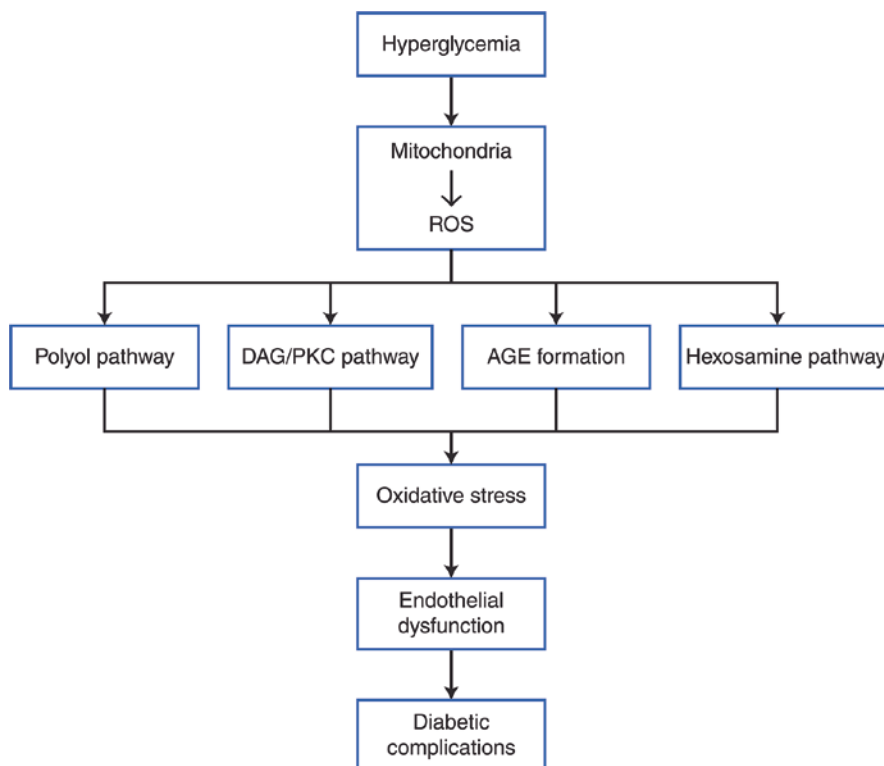 Hyperglycemia
Mitochondria
ROS
Polyol pathway
DAG/PKC pathway
AGE formation
Hexosamine pathway
Oxidative stress
Endothelial
dysfunction
Diabetic
complications